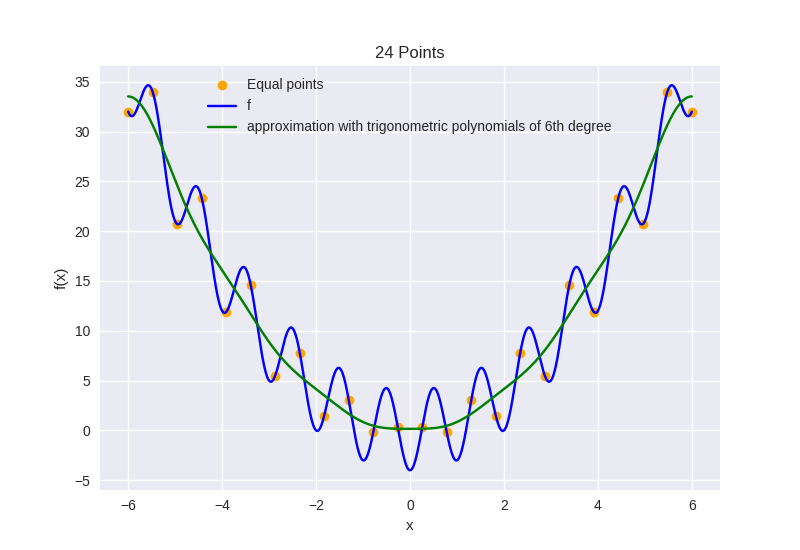 24 Points
Equal points
f
approximation with trigonometric polynomials of 6th degree
35
30
25
20
15
10
5
0
−5
f(x)
−6 −4 −2 0 2 4 6
x